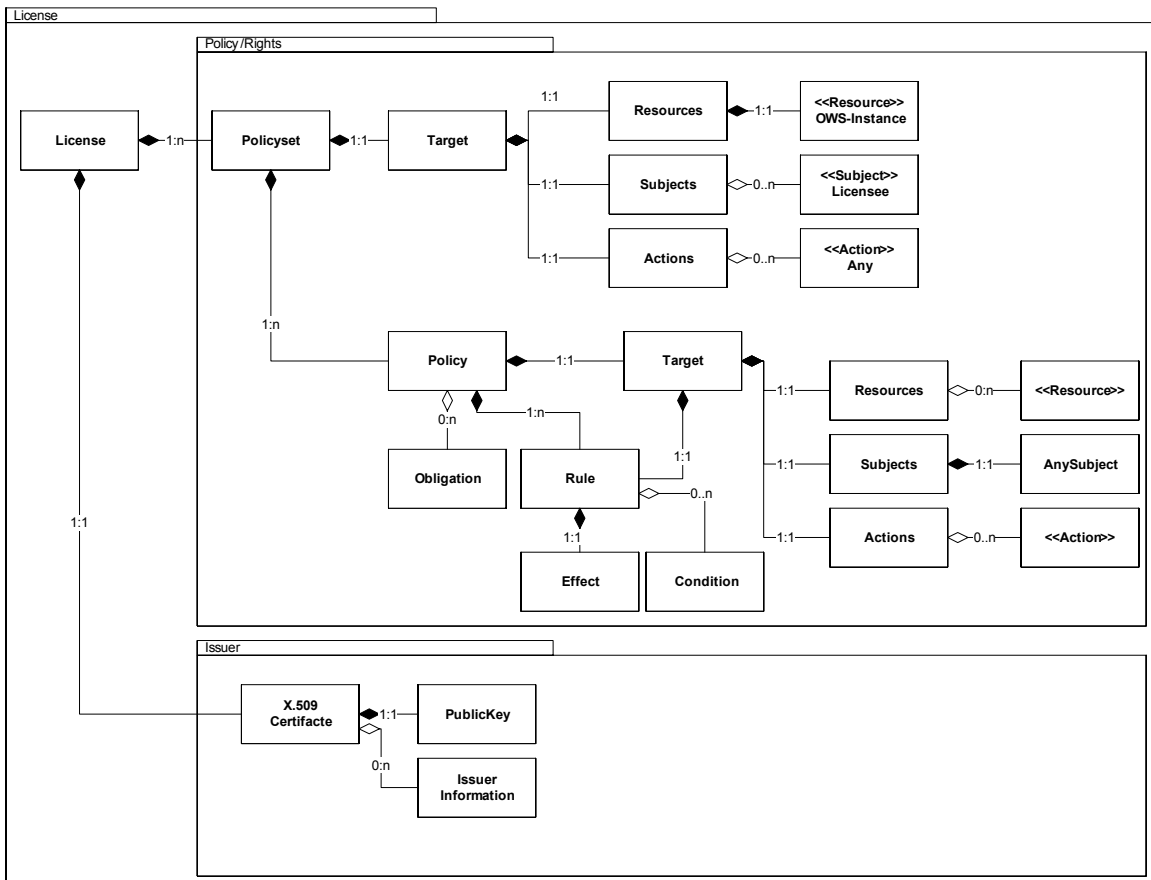 License
Policy/Rights
License
1:n
Policyset
1:1
Target
1:1
Resources
1:1
<<Resource>>
OWS-Instance
1:1
Subjects
0..n
<<Subject>>
Licensee
1:1
Actions
0..n
<<Action>>
Any
1:n
Policy
1:1
Target
1:1
Resources
0:n
<<Resource>>
0:n
1:n
1:1
Obligation
Rule
1:1
Subjects
1:1
AnySubject
0..n
1:1
1:1
Actions
0..n
<<Action>>
Effect
Condition
1:1
Issuer
X.509
Certifacte
1:1
PublicKey
0:n
Issuer
Information